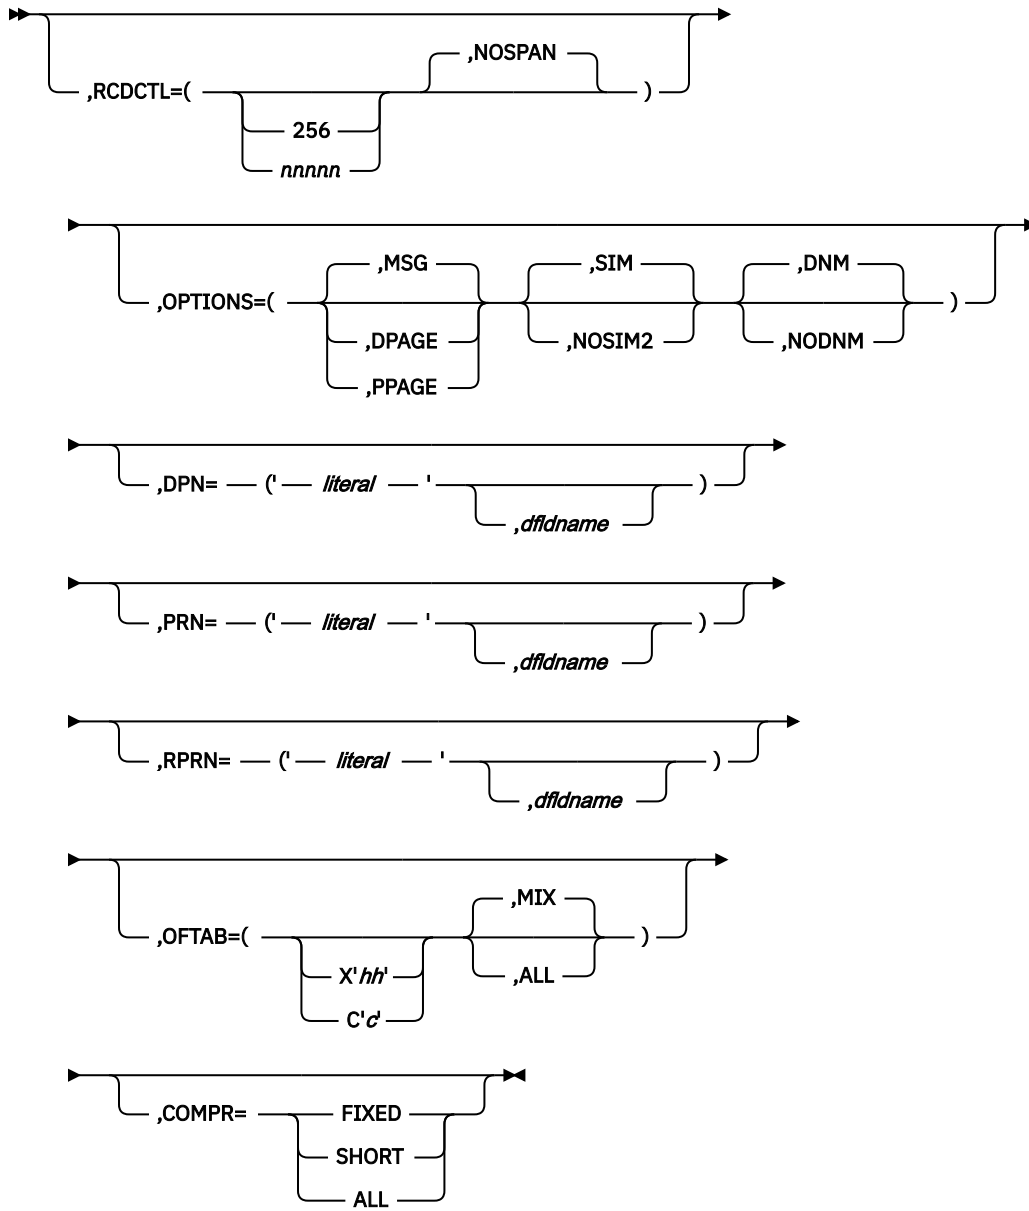 ,NOSPAN
,RCDCTL=( )
256
nnnnn
,MSG ,SIM ,DNM
,OPTIONS=( )
,DPAGE ,NOSIM2 ,NODNM
,PPAGE
,DPN= (' literal ' )
,dfldname
,PRN= (' literal ' )
,dfldname
,RPRN= (' literal ' )
,dfldname
,MIX
,OFTAB=( )
X'hh' ,ALL
C'c'
,COMPR= FIXED
SHORT
ALL